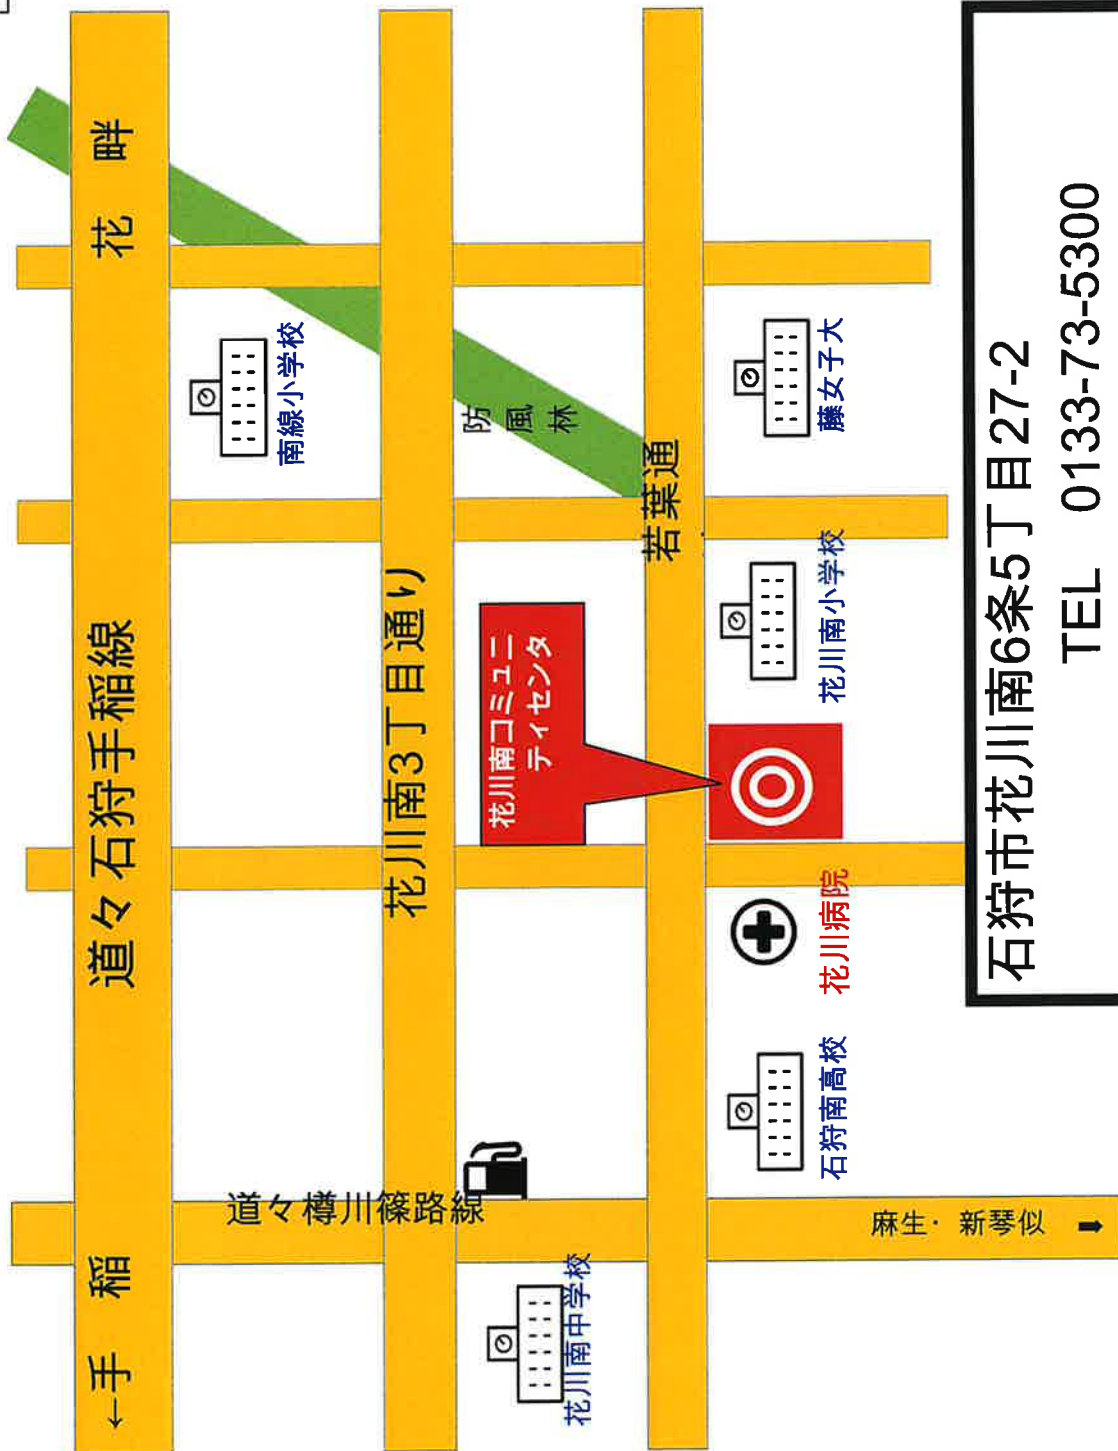 ←手　稲
道々石狩手稲線
花　畔
南線小学校
道々樽川篠路線
花川南3丁目通り
防風林
花川南コミュニ
ティセンタ
花川南中学校
若葉通
石狩南高校
花川病院
花川南小学校
藤女子大
麻生・新琴似 ➡
石狩市花川南6条5丁目27-2
TEL　0133-73-5300